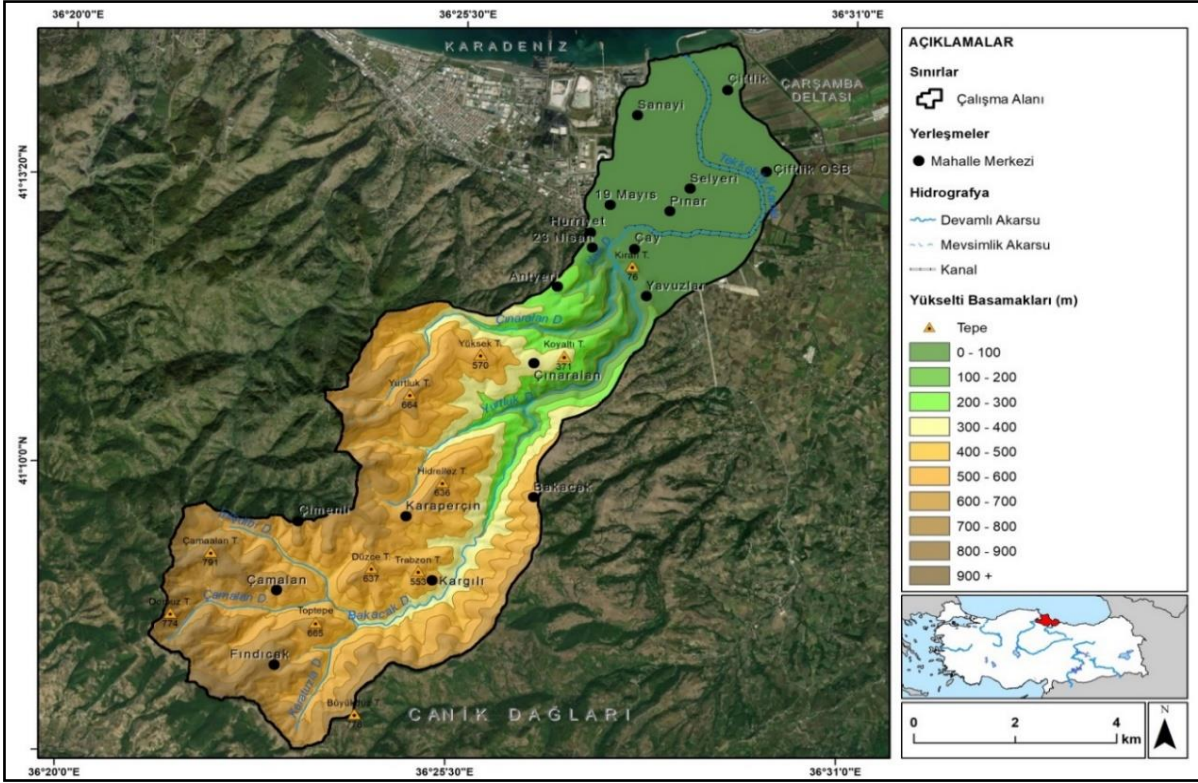 36°20'0"E
36°25'30"E
36°31'0"E
41°13'20"N
41°10'0"N
KARADENİZ
ÇARŞAMBA
DELTASI
Çiftlik
Sanayi
Çiftlik OSB
Selyeri
19 Mayıs
Pınar
Hürriyet
23 Nisan
Çay
Kıran T.
76
Antyeri
Yavuzlar
Çınaralan D.
Yüksek T.
570
Koyaltı T.
371
Çınaralan
Yurtluk T.
664
Yurtluk D.
Hıdrellez T.
636
Bakacak
Karaperçin
Çimenli
Çamaalan T.
791
Düzce T.
637
Trabzon T.
553
Kargılı
Çamalan
Çamalan D.
774
Bakacak D.
Toptepe
665
Fındıcak
CANİK DAĞLARI
36°20'0"E
36°25'30"E
36°31'0"E
AÇIKLAMALAR
Sınırlar
Çalışma Alanı
Yerleşmeler
Mahalle Merkezi
Hidrografya
Devamlı Akarsu
Mevsimlik Akarsu
Kanal
Yükselti Basamakları (m)
Tepe
0 - 100
100 - 200
200 - 300
300 - 400
400 - 500
500 - 600
600 - 700
700 - 800
800 - 900
900 +
0 2 4
km
N